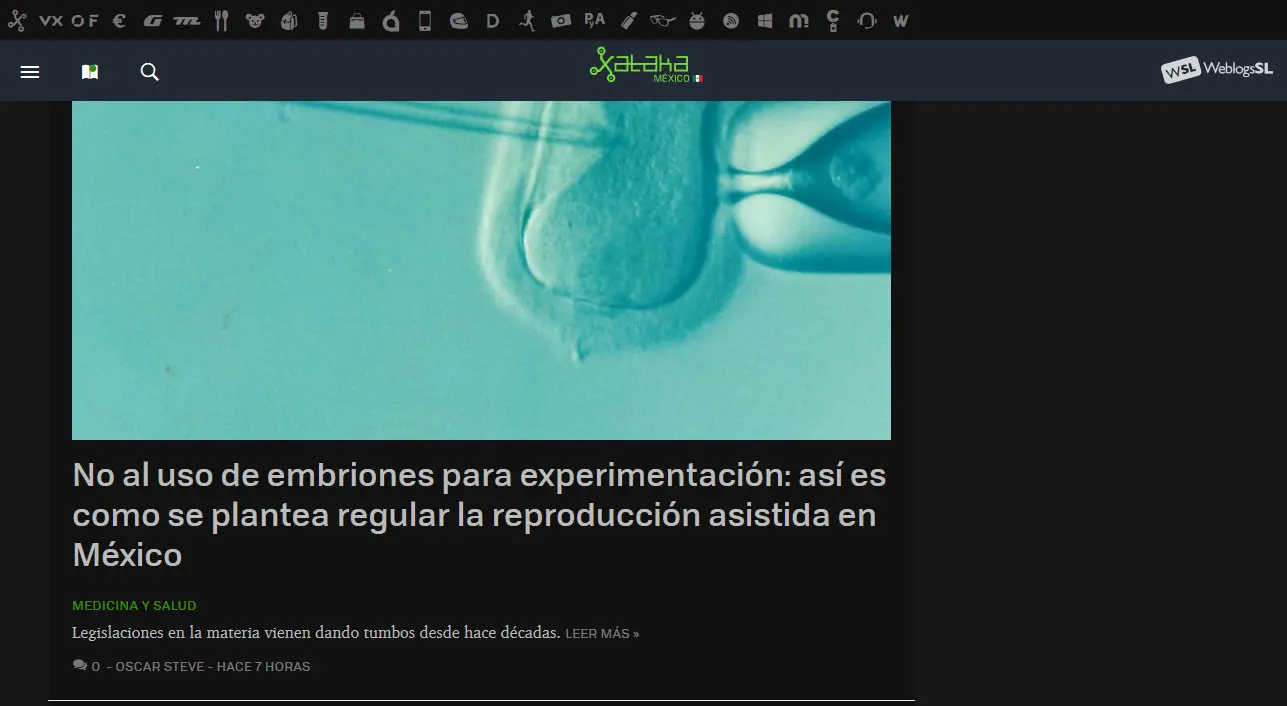 VX OF € G TTML D P,A m W
Xataka
MÉXICO
WSL WeblogsSL
No al uso de embriones para experimentación: así es
como se plantea regular la reproducción asistida en
México
MEDICINA Y SALUD
Legislaciones en la materia vienen dando tumbos desde hace décadas. LEER MÁS »
0 - OSCAR STEVE - HACE 7 HORAS